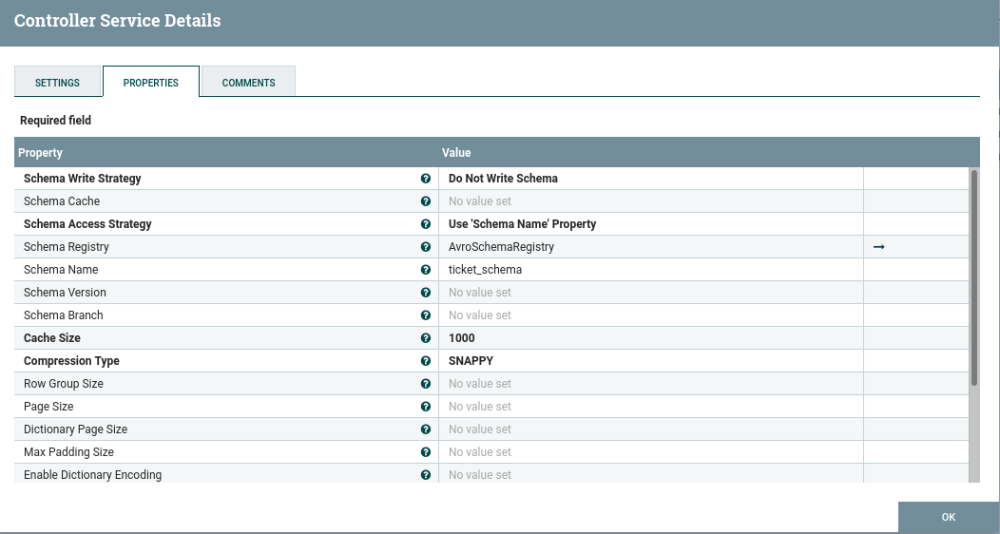 Controller Service Details
SETTINGS PROPERTIES COMMENTS
Required field
Property Value
Schema Write Strategy ? Do Not Write Schema
Schema Cache ? No value set
Schema Access Strategy ? Use 'Schema Name' Property
Schema Registry ? AvroSchemaRegistry →
Schema Name ? ticket_schema
Schema Version ? No value set
Schema Branch ? No value set
Cache Size ? 1000
Compression Type ? SNAPPY
Row Group Size ? No value set
Page Size ? No value set
Dictionary Page Size ? No value set
Max Padding Size ? No value set
Enable Dictionary Encoding ? No value set
OK